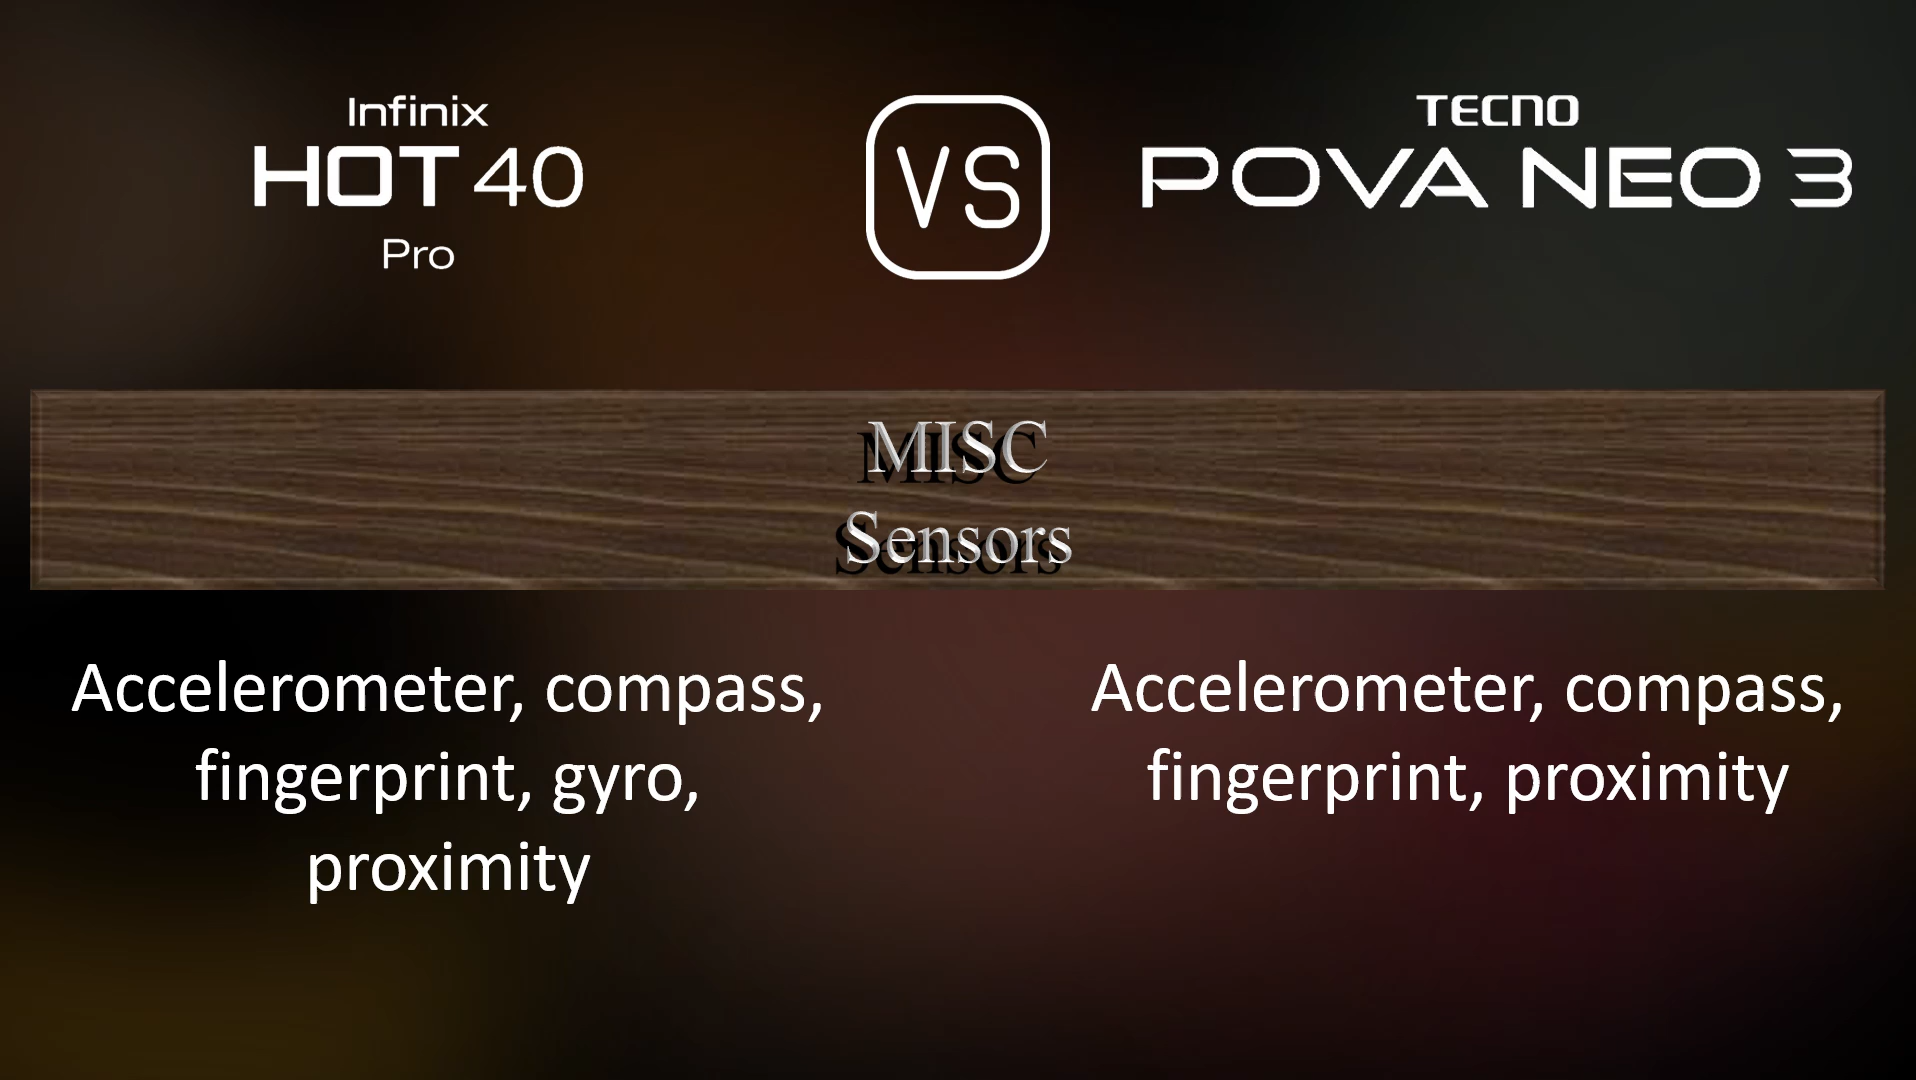 Infinix
HOT 40
Pro
VS
TECNO
POVA NEO 3
MISC
Sensors
Accelerometer, compass,
fingerprint, gyro,
proximity
Accelerometer, compass,
fingerprint, proximity